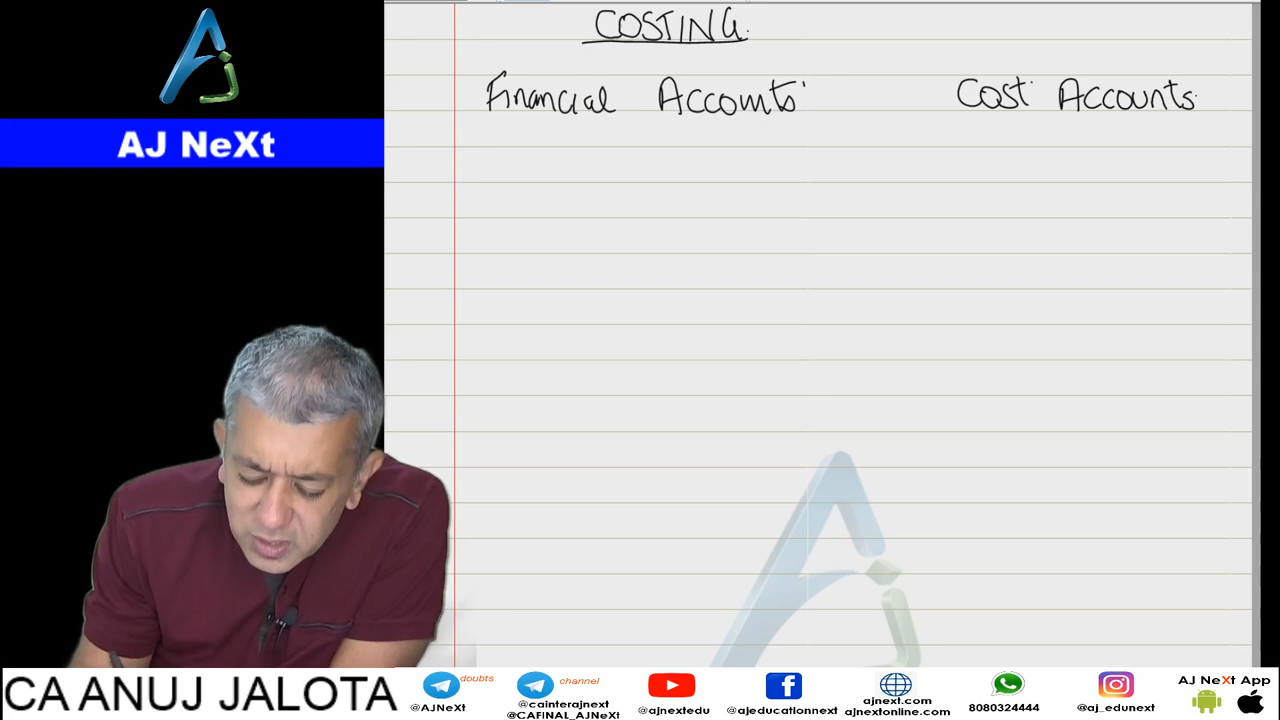 COSTING
Financial Accounts
Cost Accounts
AJ NeXt
CA ANUJ JALOTA
doubts
@AJNeXt
channel
@cainterajnext
@CAFINAL_AJNeXt
@ajnextedu
@ajeducationnext
ajnext.com
ajnextonline.com
8080324444
@aj_edunext
AJ NeXt App